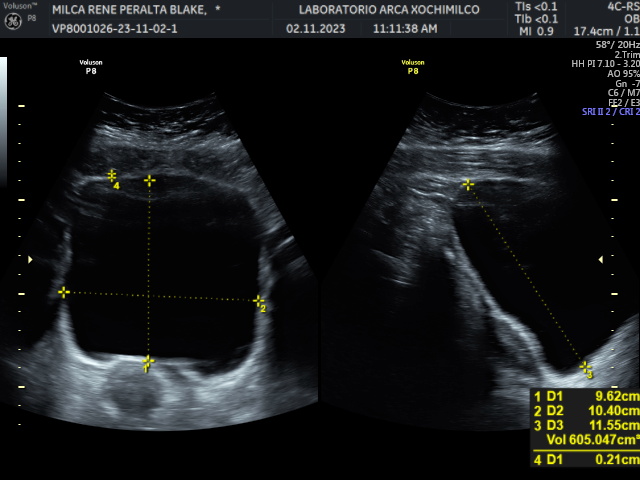 Voluson™
P8
MILCA RENE PERALTA BLAKE, *
VP8001026-23-11-02-1
LABORATORIO ARCA XOCHIMILCO
02.11.2023
11:11:38 AM
TIs <0.1
TIb <0.1
MI 0.9
4C-RS
OB
17.4cm / 1.1
58°/ 20Hz
2.Trim
HH PI 7.10 - 3.20
AO 95%
Gn -7
C6 / M7
FF2 / E3
SRI II 2 / CRI 2
Voluson
P8
Voluson
P8
4
2
1
3
1 D1 9.62cm
2 D2 10.40cm
3 D3 11.55cm
Vol 605.047cm³
4 D1 0.21cm